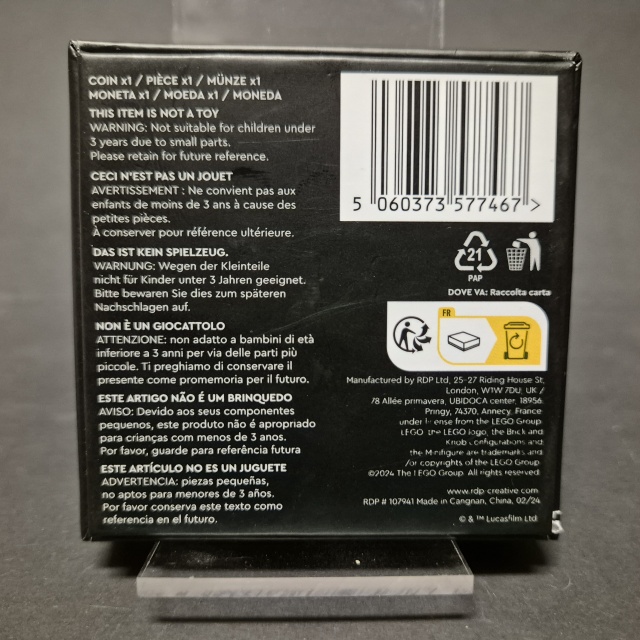 COIN x1 / PIÈCE x1 / MÜNZE x1
MONETA x1 / MOEDA x1 / MONEDA
THIS ITEM IS NOT A TOY
WARNING: Not suitable for children under
3 years due to small parts.
Please retain for future reference.
CECI N'EST PAS UN JOUET
AVERTISSEMENT : Ne convient pas aux
enfants de moins de 3 ans à cause des
petites pièces.
À conserver pour référence ultérieure.
DAS IST KEIN SPIELZEUG.
WARNUNG: Wegen der Kleinteile
nicht für Kinder unter 3 Jahren geeignet.
Bitte bewaren Sie dies zum späteren
Nachschlagen auf.
NON È UN GIOCATTOLO
ATTENZIONE: non adatto a bambini di età
inferiore a 3 anni per via delle parti più
piccole. Ti preghiamo di conservare il
presente come promemoria per il futuro.
ESTE ARTIGO NÃO É UM BRINQUEDO
AVISO: Devido aos seus componentes
pequenos, este produto não é apropriado
para crianças com menos de 3 anos.
Por favor, guarde para referência futura
ESTE ARTÍCULO NO ES UN JUGUETE
ADVERTENCIA: piezas pequeñas,
no aptos para menores de 3 años.
Por favor conserva este texto como
referencia en el futuro.
5 060373 577467 >
21
PAP
DOVE VA: Raccolta carta
FR
Manufactured by RDP Ltd, 25-27 Riding House St,
London, W1W 7DU. UK /
78 Allée primavera, UBIDOCA center, 18956,
Pringy, 74370, Annecy, France
under license from the LEGO Group.
LEGO, the LEGO logo, the Brick and
Knob configurations and
the Minifigure are trademarks and
/or copyrights of the LEGO Group.
©2024 The LEGO Group. All rights reserved.
www.rdp-creative.com
RDP # 107941 Made in Cangnan, China, 02/24
© & ™ Lucasfilm Ltd